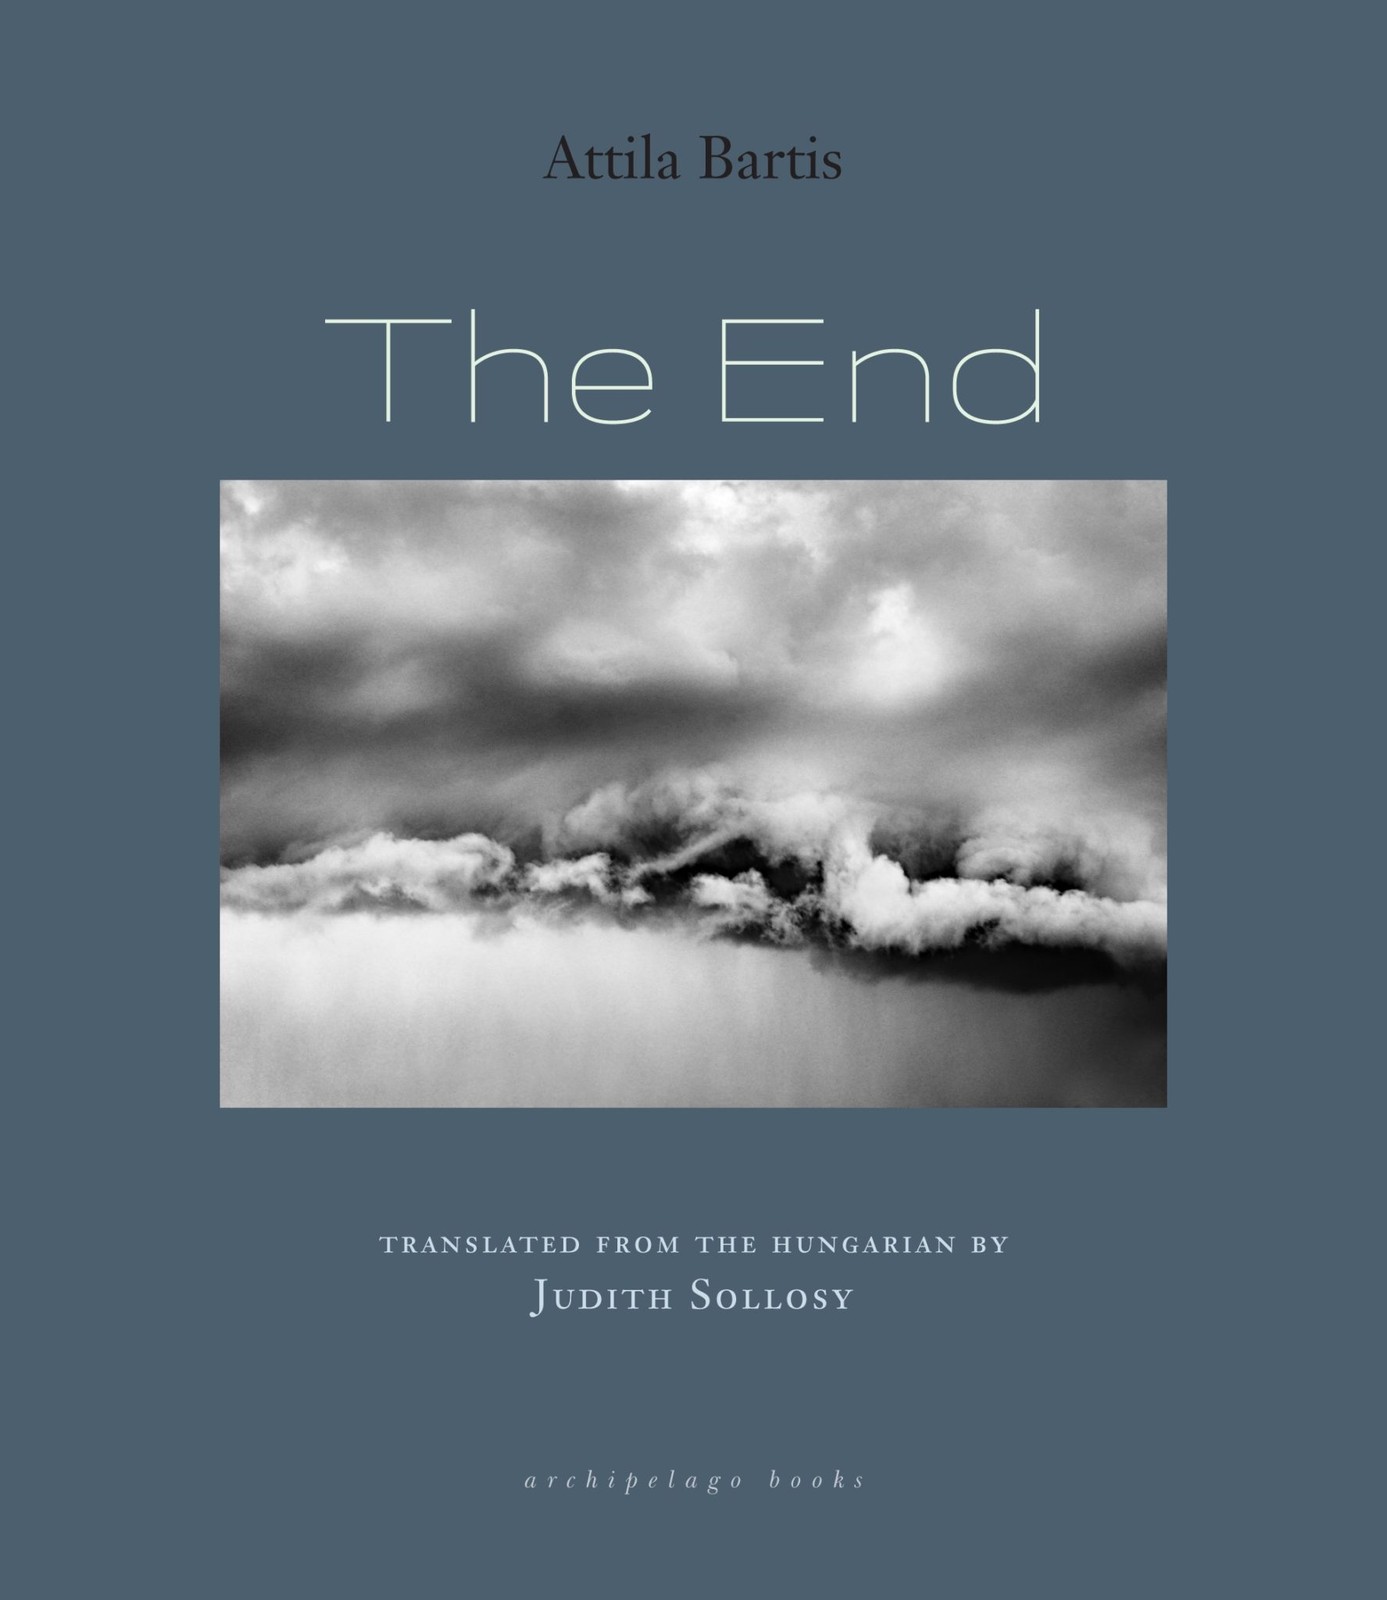 Attila Bartis
The End
TRANSLATED FROM THE HUNGARIAN BY
JUDITH SOLLOSY
archipelago books